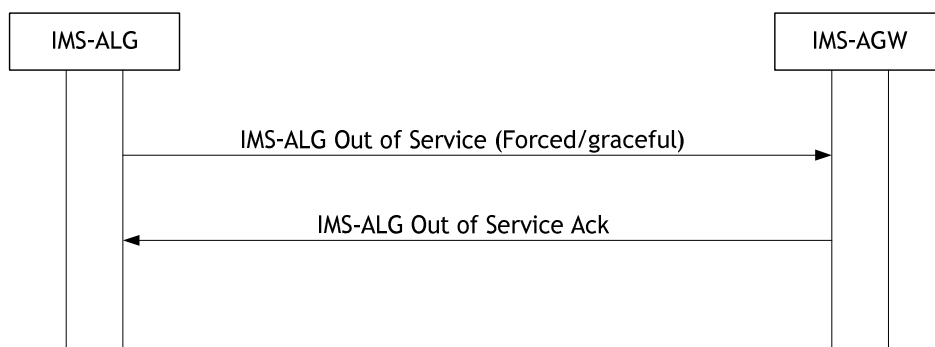 IMS-ALG
IMS-AGW
IMS-ALG Out of Service (Forced/graceful)
IMS-ALG Out of Service Ack